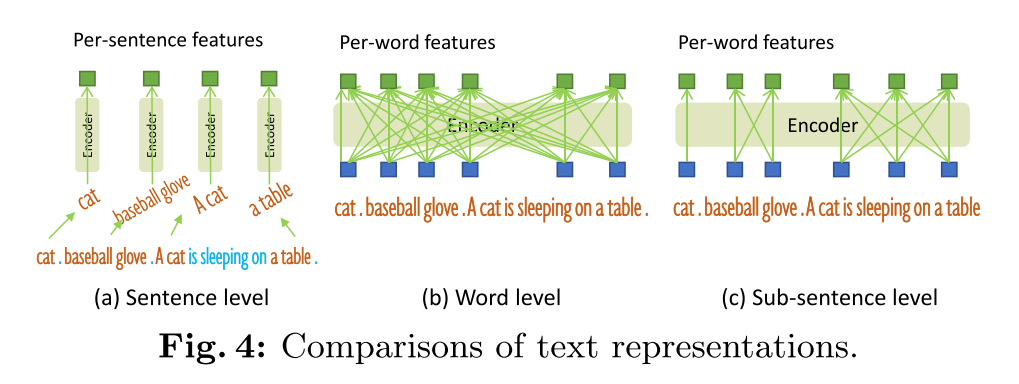 Per-sentence features
Encoder
Encoder
Encoder
Encoder
cat
baseball glove
A cat
a table
cat . baseball glove . A cat is sleeping on a table .
(a) Sentence level
Per-word features
Encoder
cat . baseball glove . A cat is sleeping on a table .
(b) Word level
Per-word features
Encoder
cat . baseball glove . A cat is sleeping on a table
(c) Sub-sentence level
Fig. 4: Comparisons of text representations.